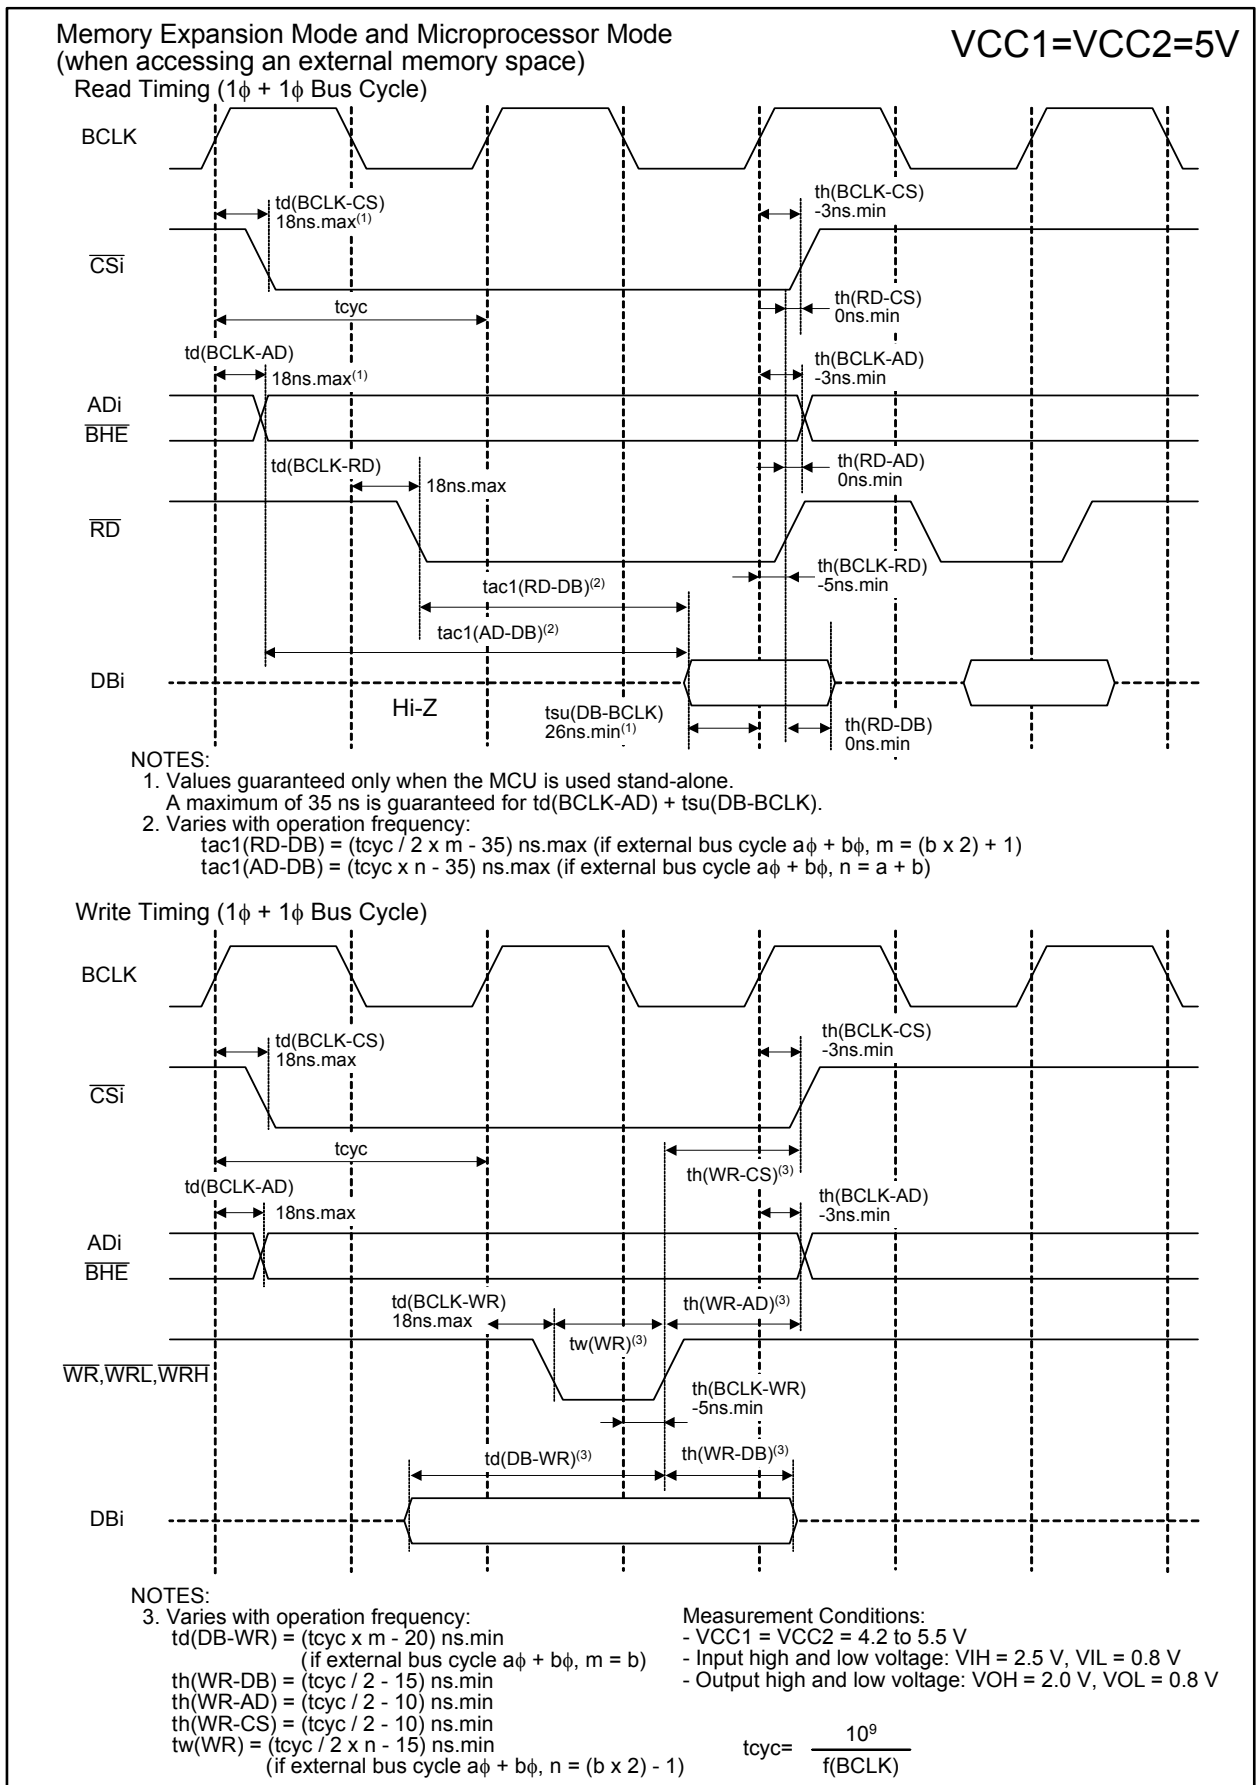 Memory Expansion Mode and Microprocessor Mode
(when accessing an external memory space)
VCC1=VCC2=5V
Read Timing (1ϕ + 1ϕ Bus Cycle)
BCLK
td(BCLK-CS)
18ns.max(1)
th(BCLK-CS)
-3ns.min
CSi
tcyc
th(RD-CS)
0ns.min
td(BCLK-AD)
18ns.max(1)
th(BCLK-AD)
-3ns.min
ADi
BHE
td(BCLK-RD)
18ns.max
th(RD-AD)
0ns.min
RD
th(BCLK-RD)
-5ns.min
tac1(RD-DB)(2)
tac1(AD-DB)(2)
DBi
Hi-Z
tsu(DB-BCLK)
26ns.min(1)
th(RD-DB)
0ns.min
NOTES:
1. Values guaranteed only when the MCU is used stand-alone.
A maximum of 35 ns is guaranteed for td(BCLK-AD) + tsu(DB-BCLK).
2. Varies with operation frequency:
tac1(RD-DB) = (tcyc / 2 x m - 35) ns.max (if external bus cycle aϕ + bϕ, m = (b x 2) + 1)
tac1(AD-DB) = (tcyc x n - 35) ns.max (if external bus cycle aϕ + bϕ, n = a + b)
Write Timing (1ϕ + 1ϕ Bus Cycle)
BCLK
td(BCLK-CS)
18ns.max
th(BCLK-CS)
-3ns.min
CSi
tcyc
th(WR-CS)(3)
td(BCLK-AD)
18ns.max
th(BCLK-AD)
-3ns.min
ADi
BHE
td(BCLK-WR)
18ns.max
tw(WR)(3)
th(WR-AD)(3)
WR,WRL,WRH
th(BCLK-WR)
-5ns.min
td(DB-WR)(3)
th(WR-DB)(3)
DBi
NOTES:
3. Varies with operation frequency:
td(DB-WR) = (tcyc x m - 20) ns.min
(if external bus cycle aϕ + bϕ, m = b)
th(WR-DB) = (tcyc / 2 - 15) ns.min
th(WR-AD) = (tcyc / 2 - 10) ns.min
th(WR-CS) = (tcyc / 2 - 10) ns.min
tw(WR) = (tcyc / 2 x n - 15) ns.min
(if external bus cycle aϕ + bϕ, n = (b x 2) - 1)
Measurement Conditions:
- VCC1 = VCC2 = 4.2 to 5.5 V
- Input high and low voltage: VIH = 2.5 V, VIL = 0.8 V
- Output high and low voltage: VOH = 2.0 V, VOL = 0.8 V
tcyc=
10⁹
f(BCLK)